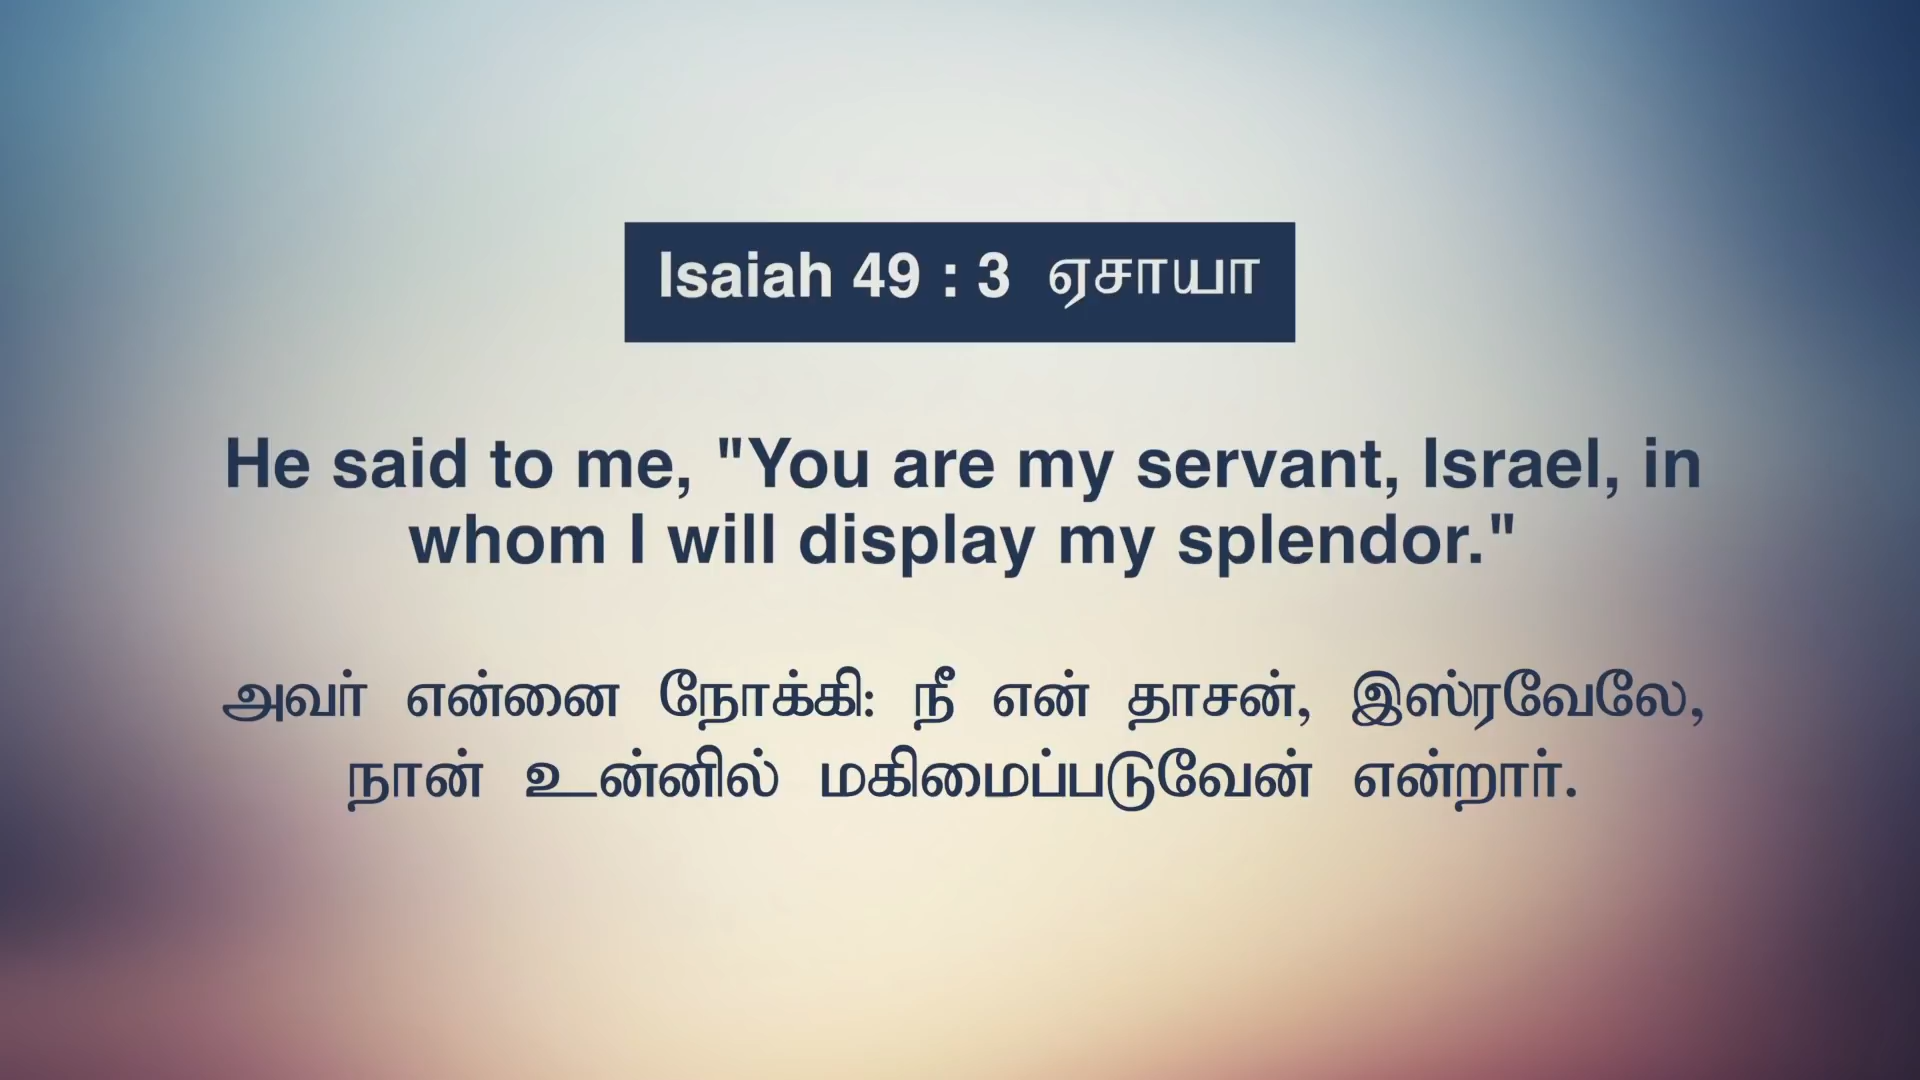 Isaiah 49 : 3 ஏசாயா
He said to me, "You are my servant, Israel, in
whom I will display my splendor."
அவர் என்னை நோக்கி: நீ என் தாசன், இஸ்ரவேலே,
நான் உன்னில் மகிமைப்படுவேன் என்றார்.